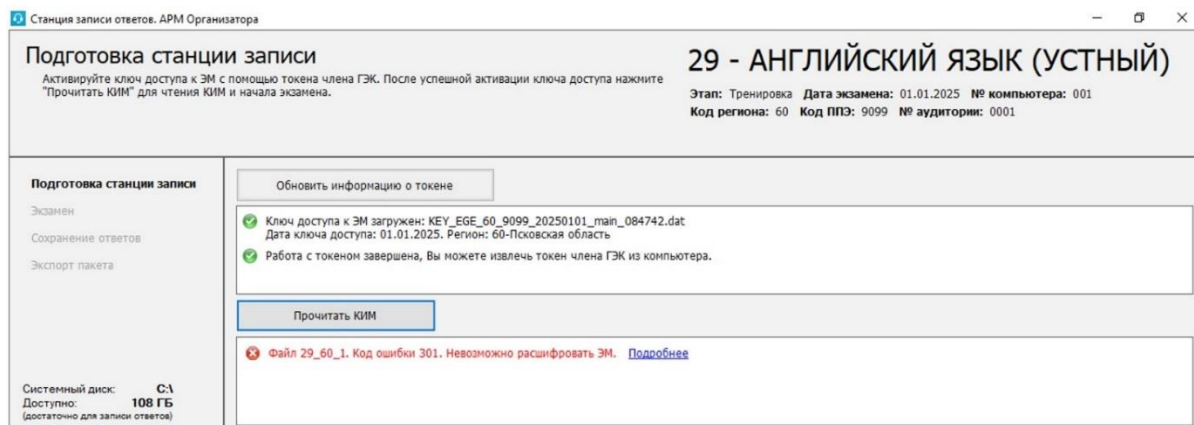 Станция записи ответов. АРМ Организатора
Подготовка станции записи
Активируйте ключ доступа к ЭМ с помощью токена члена ГЭК. После успешной активации ключа доступа нажмите
"Прочитать КИМ" для чтения КИМ и начала экзамена.
29 - АНГЛИЙСКИЙ ЯЗЫК (УСТНЫЙ)
Этап: Тренировка Дата экзамена: 01.01.2025 № компьютера: 001
Код региона: 60 Код ППЭ: 9099 № аудитории: 0001
Подготовка станции записи
Экзамен
Сохранение ответов
Экспорт пакета
Системный диск: C:\
Доступно: 108 ГБ
(достаточно для записи ответов)
Обновить информацию о токене
Ключ доступа к ЭМ загружен: KEY_EGE_60_9099_20250101_main_084742.dat
Дата ключа доступа: 01.01.2025. Регион: 60-Псковская область
Работа с токеном завершена, Вы можете извлечь токен члена ГЭК из компьютера.
Прочитать КИМ
Файл 29_60_1. Код ошибки 301. Невозможно расшифровать ЭМ. Подробнее